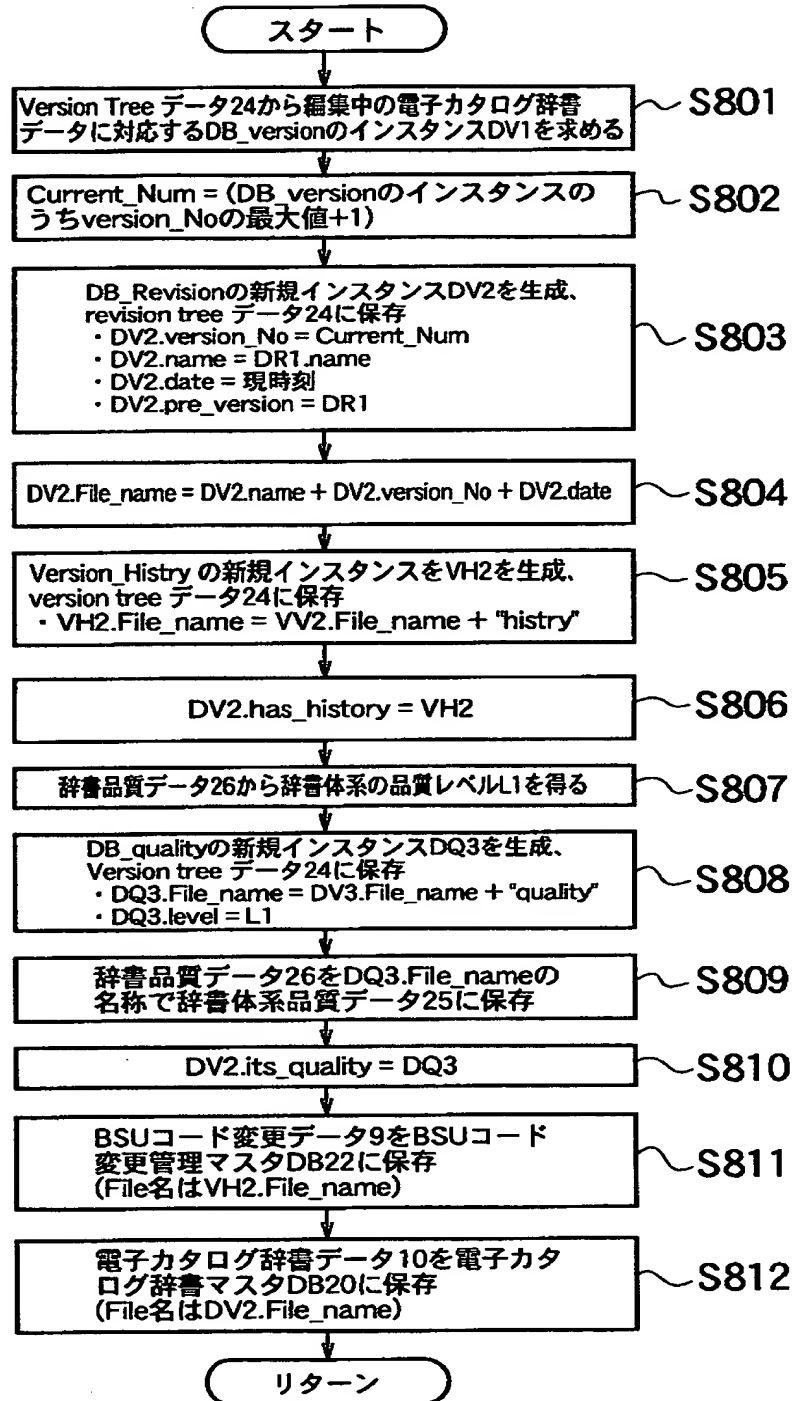 スタート
Version Tree データ24から編集中の電子カタログ辞書
データに対応するDB_versionのインスタンスDV1を求める
S801
Current_Num = (DB_versionのインスタンスの
うちversion_Noの最大値+1)
S802
DB_Revisionの新規インスタンスDV2を生成、
revision tree データ24に保存
・DV2.version_No = Current_Num
・DV2.name = DR1.name
・DV2.date = 現時刻
・DV2.pre_version = DR1
S803
DV2.File_name = DV2.name + DV2.version_No + DV2.date
S804
Version_Histry の新規インスタンスをVH2を生成、
version tree データ24に保存
・VH2.File_name = VV2.File_name + "histry"
S805
DV2.has_history = VH2
S806
辞書品質データ26から辞書体系の品質レベルL1を得る
S807
DB_qualityの新規インスタンスDQ3を生成、
Version tree データ24に保存
・DQ3.File_name = DV3.File_name + "quality"
・DQ3.level = L1
S808
辞書品質データ26をDQ3.File_nameの
名称で辞書体系品質データ25に保存
S809
DV2.its_quality = DQ3
S810
BSUコード変更データ9をBSUコード
変更管理マスタDB22に保存
(File名はVH2.File_name)
S811
電子カタログ辞書データ10を電子カタ
ログ辞書マスタDB20に保存
(File名はDV2.File_name)
S812
リターン